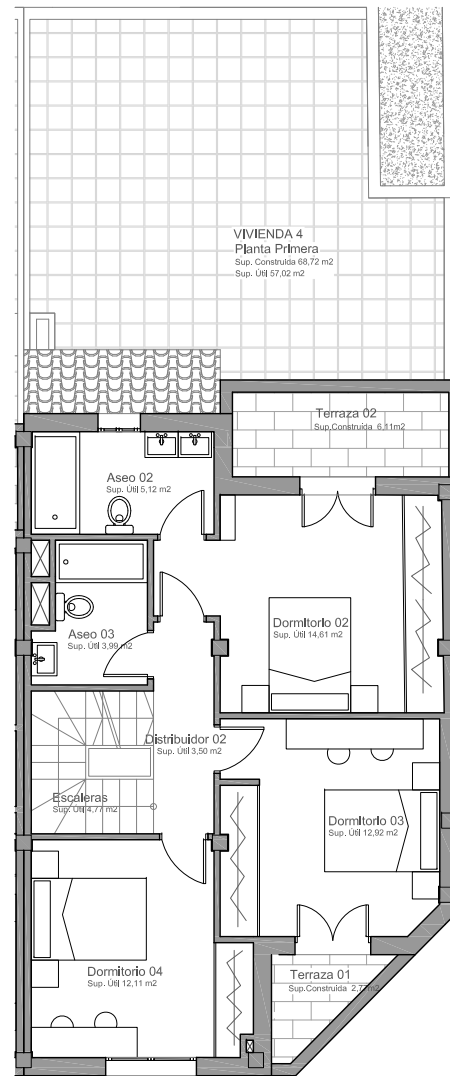 VIVIENDA 4
Planta Primera
Sup. Construida 68,72 m2
Sup. Útil 57,02 m2
Terraza 02
Sup.Construida 6,11m2
Aseo 02
Sup. Útil 5,12 m2
Dormitorio 02
Sup. Útil 14,61 m2
Aseo 03
Sup. Útil 3,99 m2
Distribuidor 02
Sup. Útil 3,50 m2
Escaleras
Sup. Útil 4,77 m2
Dormitorio 03
Sup. Útil 12,92 m2
Dormitorio 04
Sup. Útil 12,11 m2
Terraza 01
Sup.Construida 2,77m2